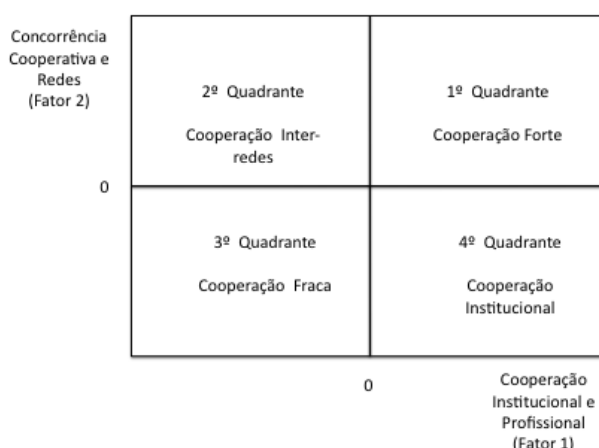 Concorrência
Cooperativa e
Redes
(Fator 2)
2º Quadrante
Cooperação Inter-
redes
1º Quadrante
Cooperação Forte
0
3º Quadrante
Cooperação Fraca
4º Quadrante
Cooperação
Institucional
0
Cooperação
Institucional e
Profissional
(Fator 1)